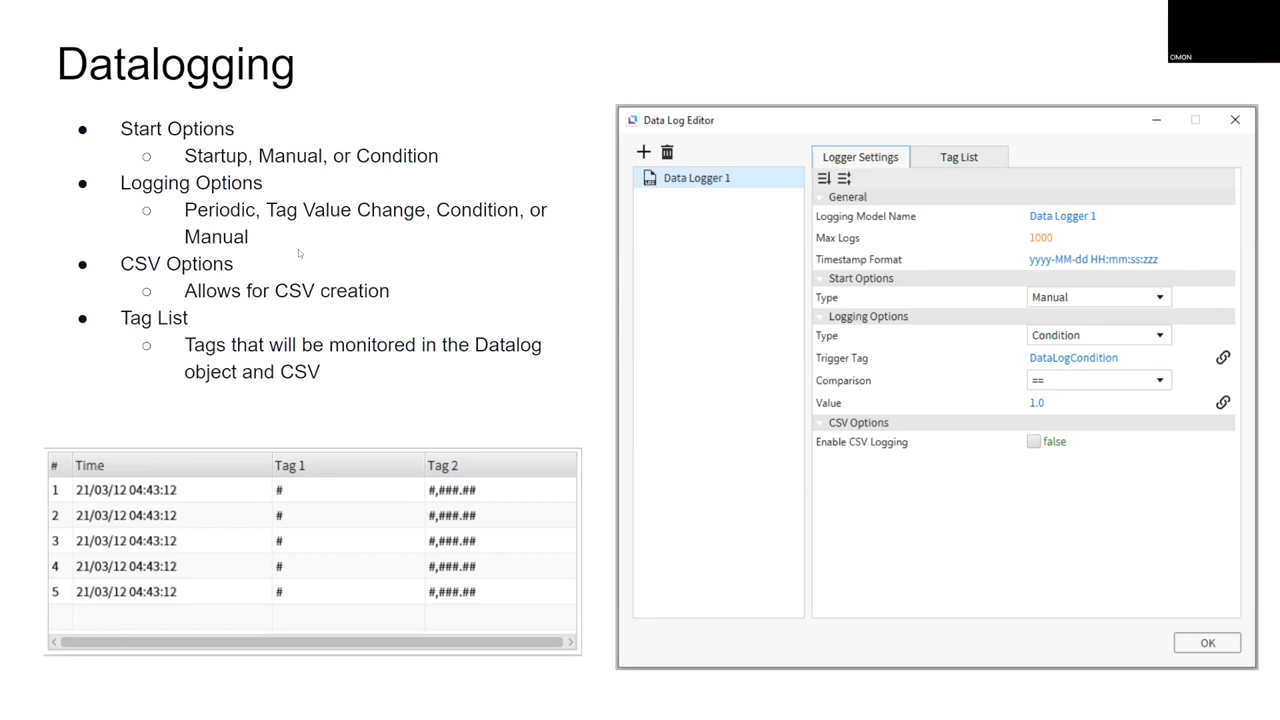 Datalogging
CIMON
● Start Options
○ Startup, Manual, or Condition
● Logging Options
○ Periodic, Tag Value Change, Condition, or
Manual
● CSV Options
○ Allows for CSV creation
● Tag List
○ Tags that will be monitored in the Datalog
object and CSV
# Time Tag 1 Tag 2
1 21/03/12 04:43:12 # #,###.##
2 21/03/12 04:43:12 # #,###.##
3 21/03/12 04:43:12 # #,###.##
4 21/03/12 04:43:12 # #,###.##
5 21/03/12 04:43:12 # #,###.##
Data Log Editor
Data Logger 1
Logger Settings Tag List
General
Logging Model Name Data Logger 1
Max Logs 1000
Timestamp Format yyyy-MM-dd HH:mm:ss:zzz
Start Options
Type Manual
Logging Options
Type Condition
Trigger Tag DataLogCondition
Comparison ==
Value 1.0
CSV Options
Enable CSV Logging false
OK